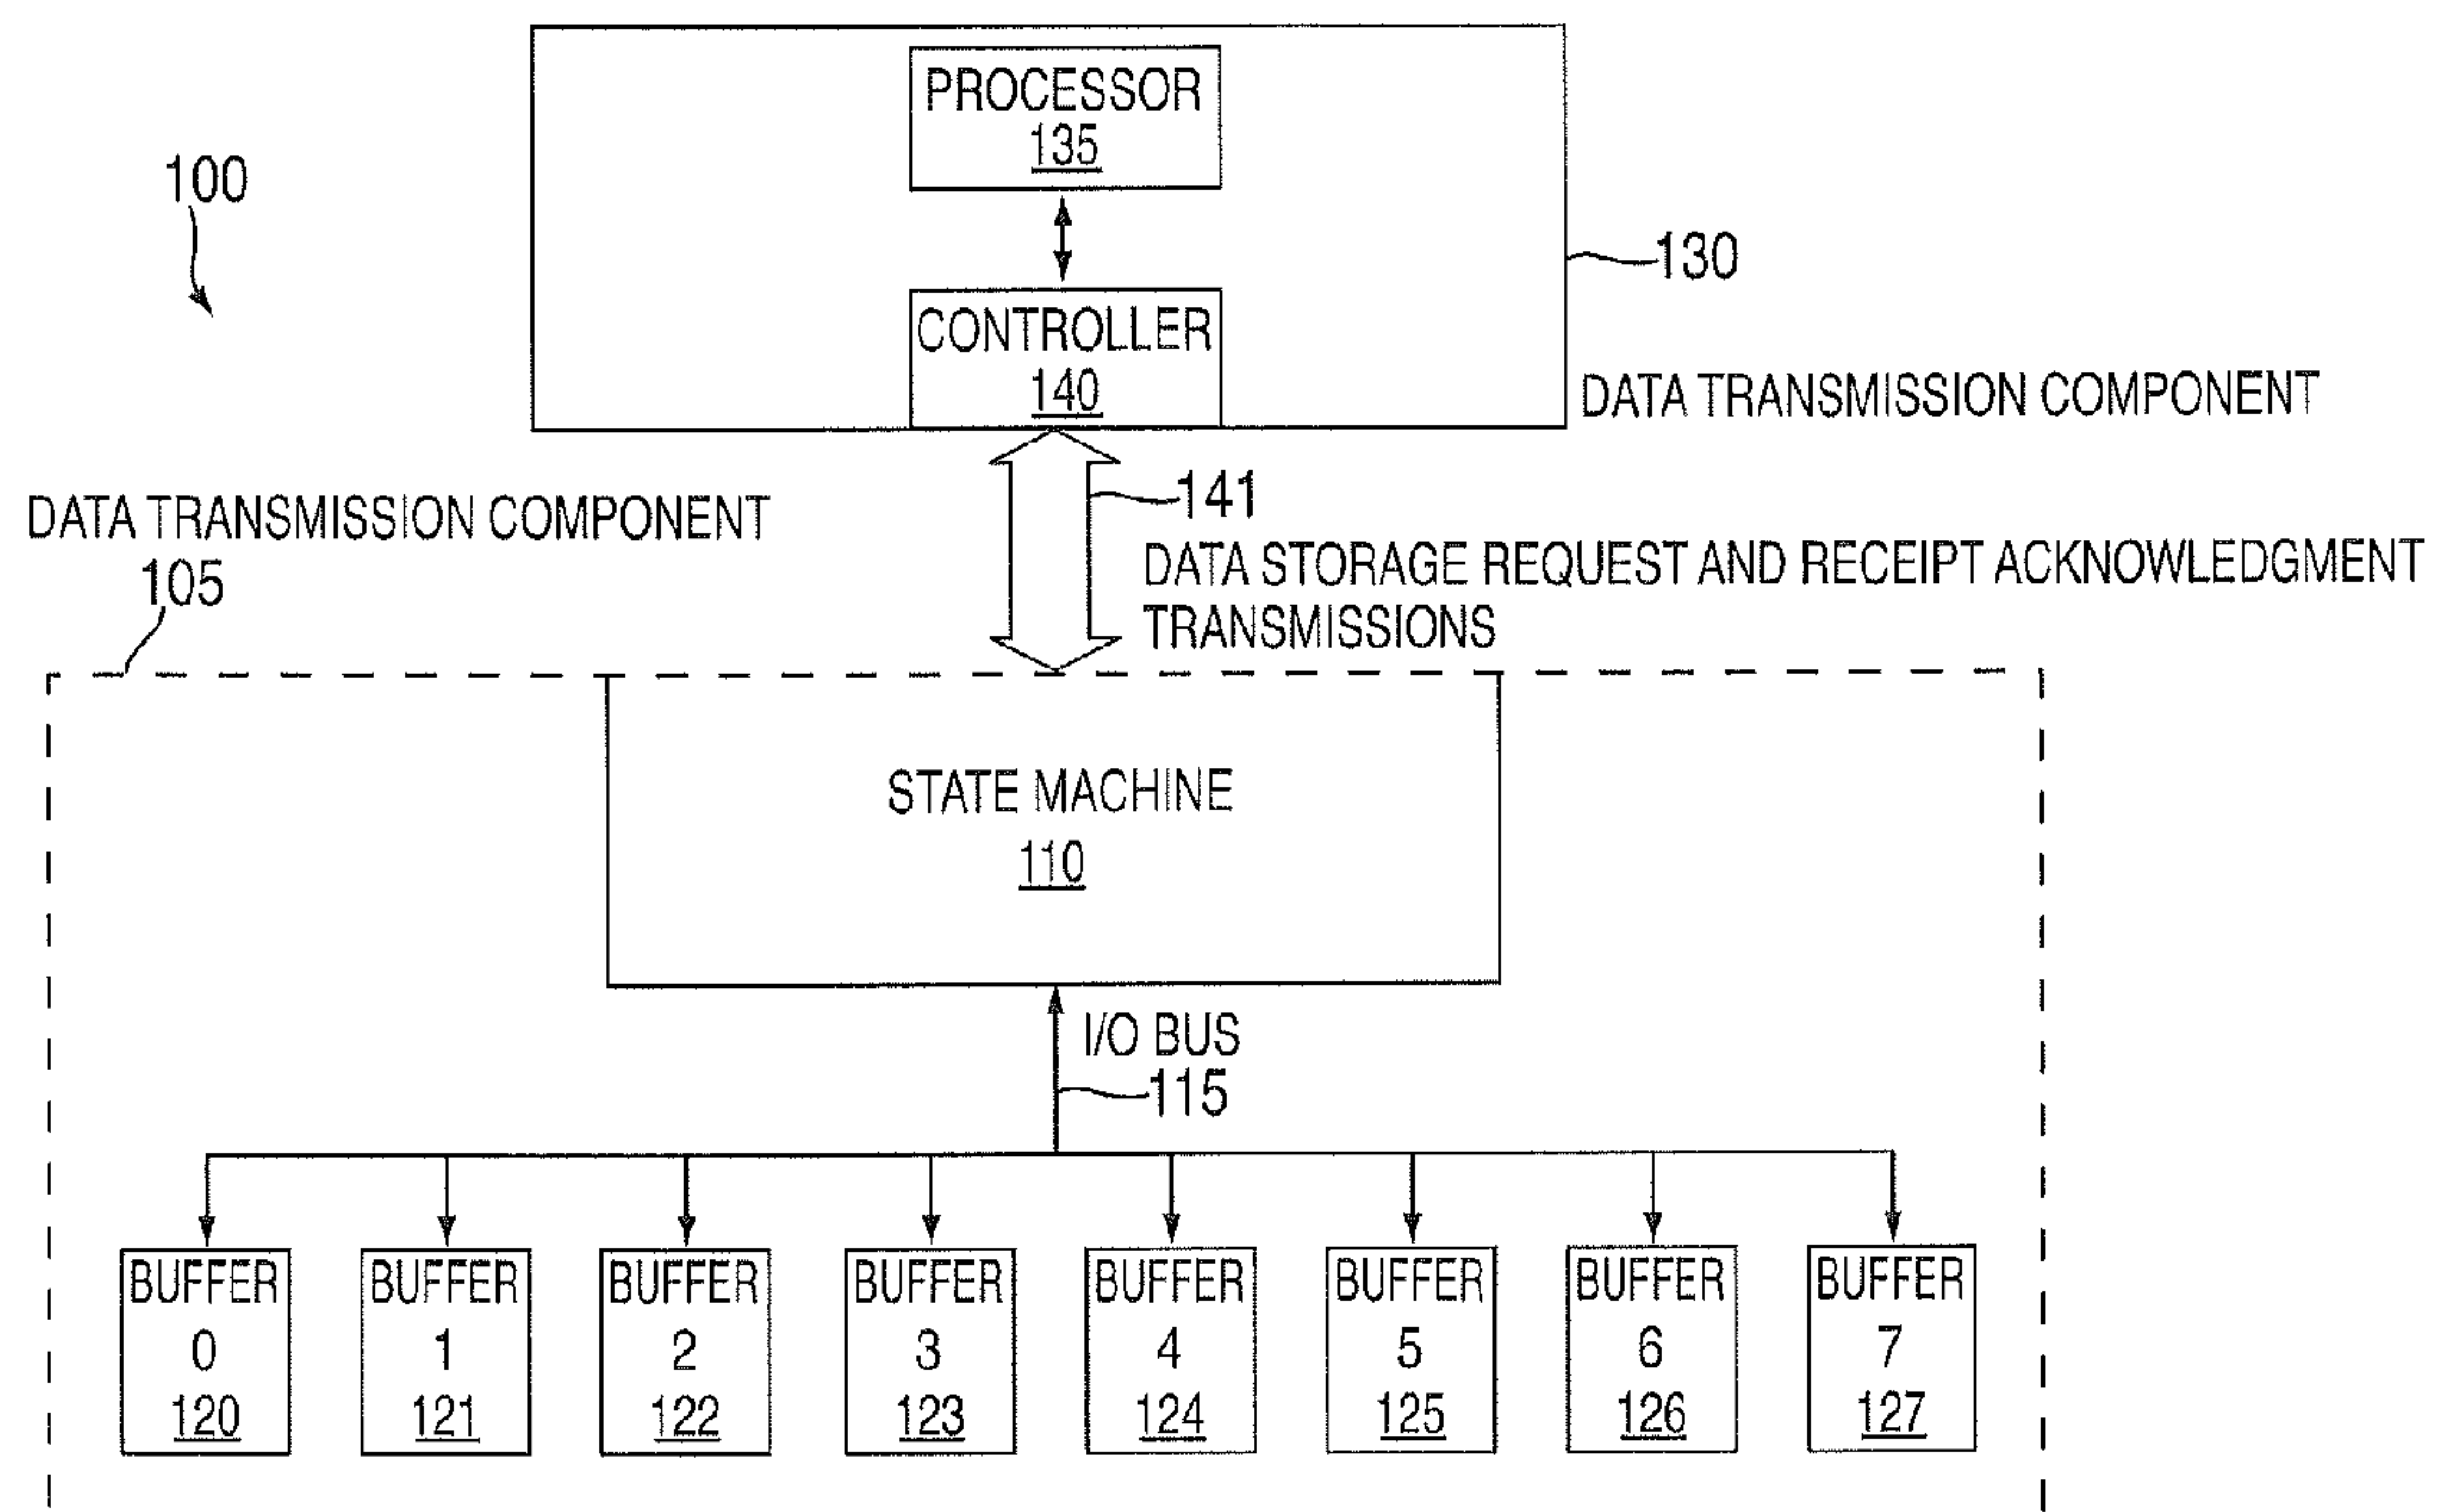 PROCESSOR
135
100
130
CONTROLLER
140
DATA TRANSMISSION COMPONENT
141
DATA TRANSMISSION COMPONENT
105
DATA STORAGE REQUEST AND RECEIPT ACKNOWLEDGMENT
TRANSMISSIONS
STATE MACHINE
110
I/O BUS
115
BUFFER
0
120
BUFFER
1
121
BUFFER
2
122
BUFFER
3
123
BUFFER
4
124
BUFFER
5
125
BUFFER
6
126
BUFFER
7
127